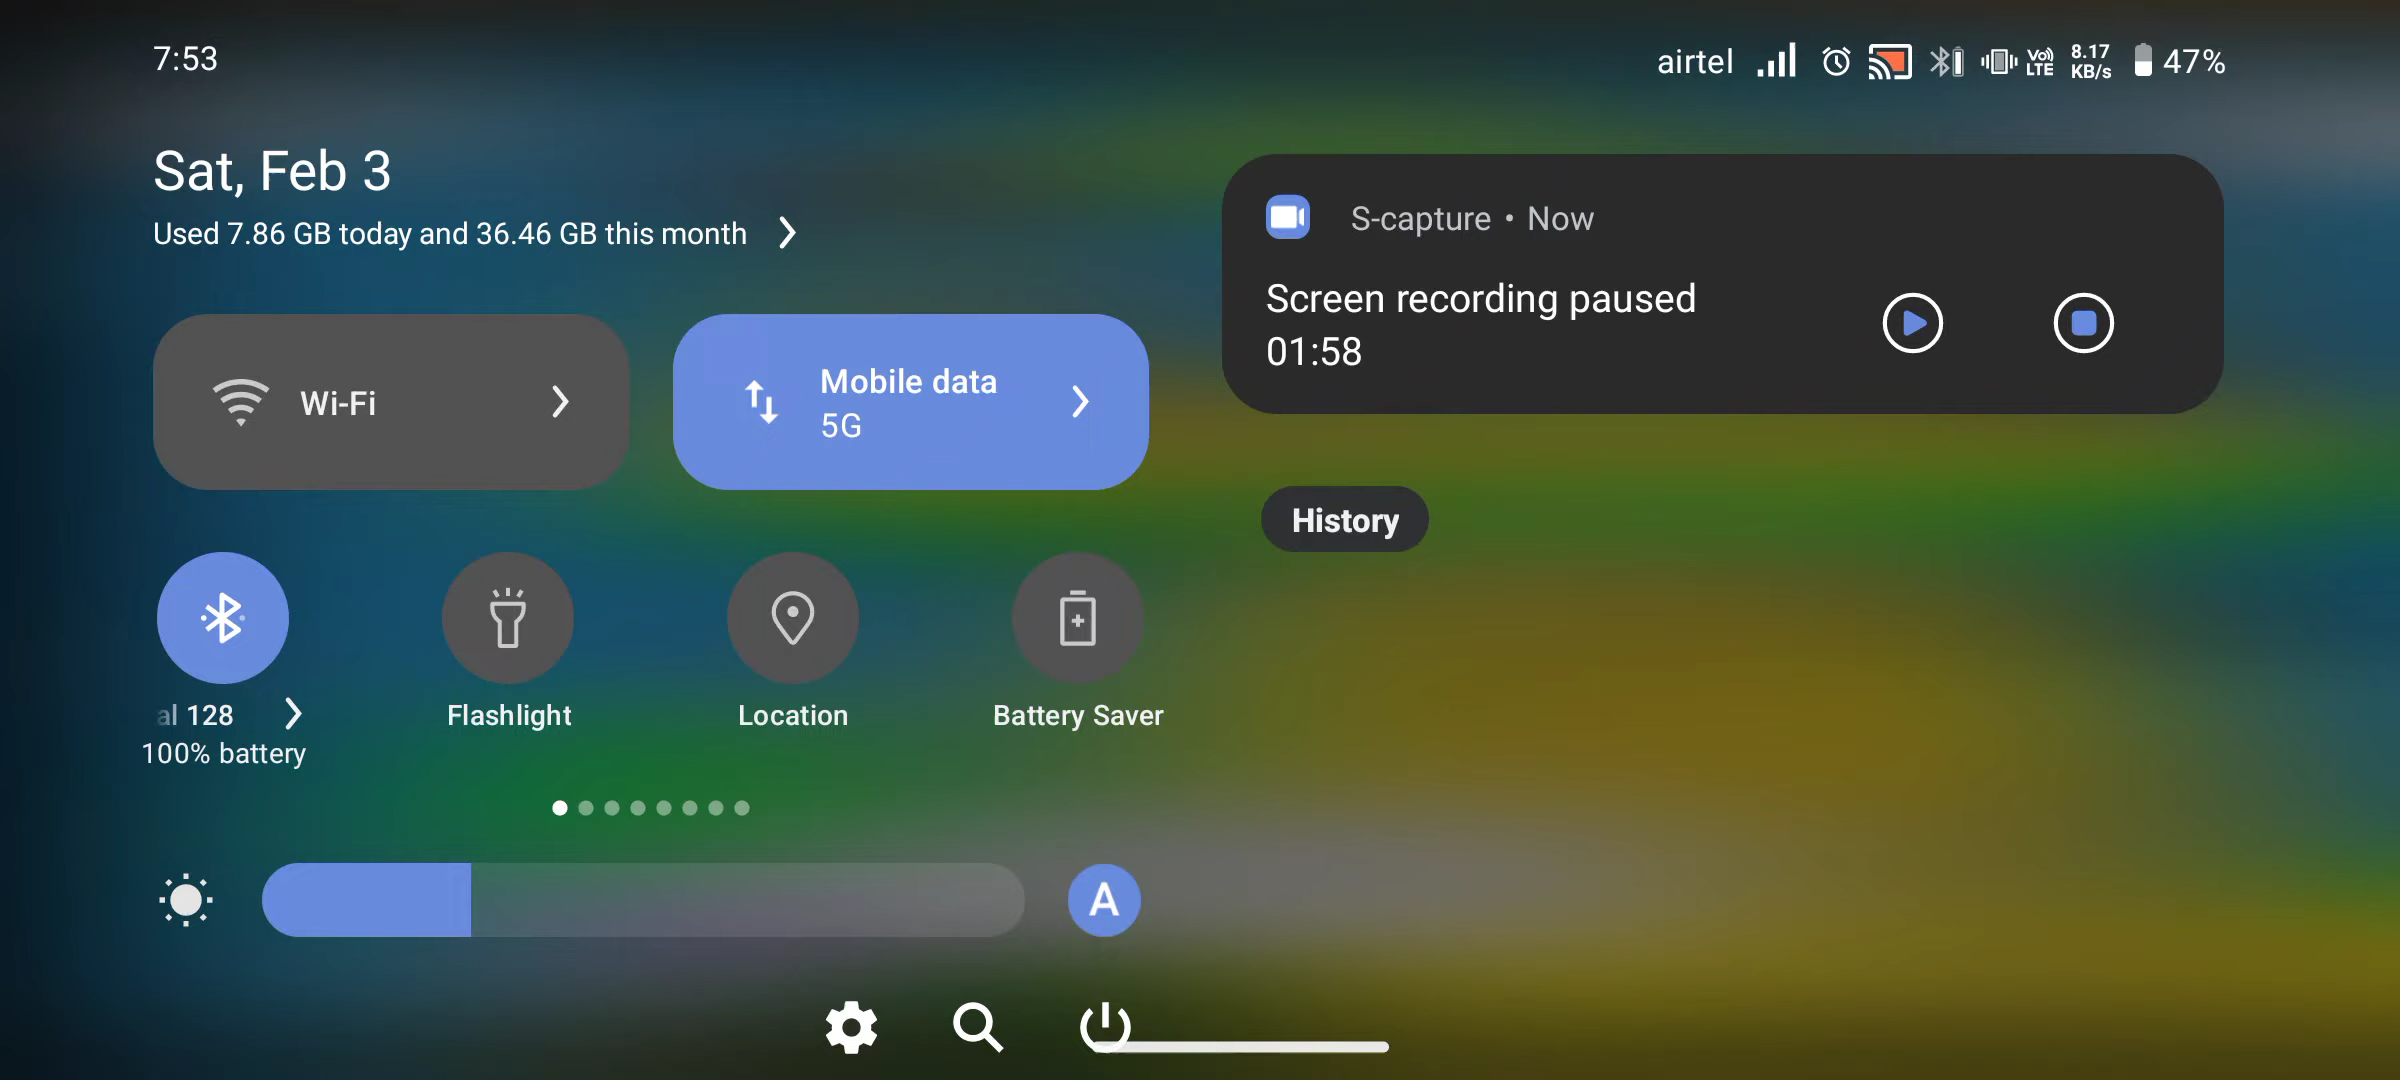 7:53
airtel
Vo) LTE
8.17 KB/s
47%
Sat, Feb 3
Used 7.86 GB today and 36.46 GB this month
Wi-Fi
Mobile data
5G
S-capture • Now
Screen recording paused
01:58
History
al 128
100% battery
Flashlight
Location
Battery Saver
A